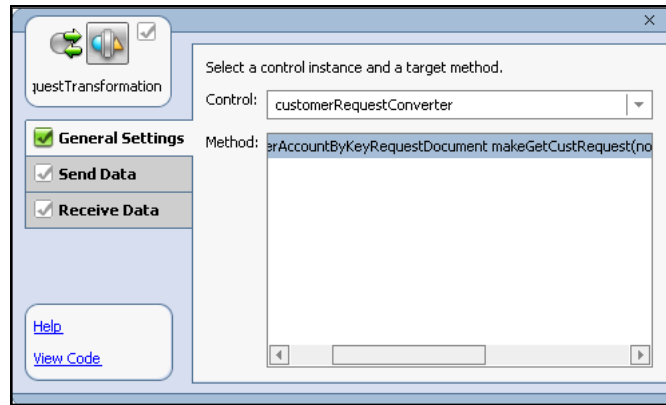 Select a control instance and a target method.
ɡuestTransformation
Control: customerRequestConverter
General Settings
Method: erAccountByKeyRequestDocument makeGetCustRequest(no
Send Data
Receive Data
Help
View Code